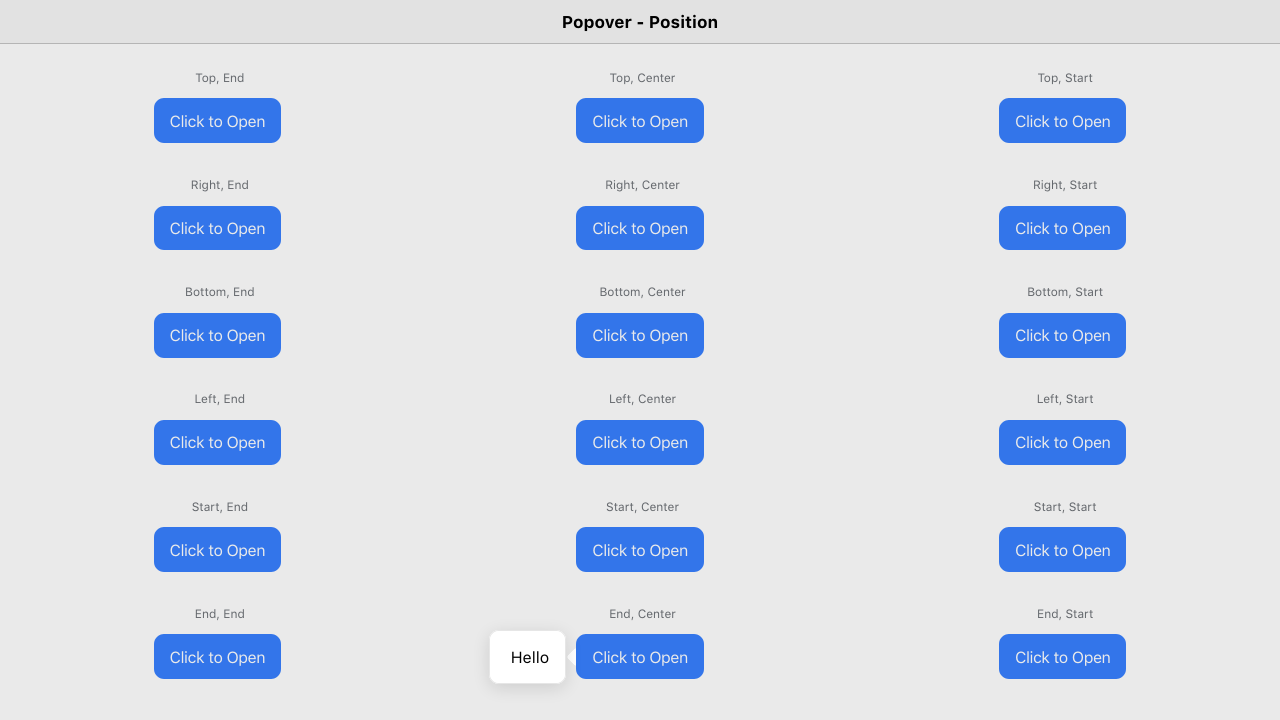 Popover - Position
Top, End
Top, Center
Top, Start
Click to Open
Click to Open
Click to Open
Right, End
Right, Center
Right, Start
Click to Open
Click to Open
Click to Open
Bottom, End
Bottom, Center
Bottom, Start
Click to Open
Click to Open
Click to Open
Left, End
Left, Center
Left, Start
Click to Open
Click to Open
Click to Open
Start, End
Start, Center
Start, Start
Click to Open
Click to Open
Click to Open
End, End
End, Center
End, Start
Click to Open
Hello
Click to Open
Click to Open